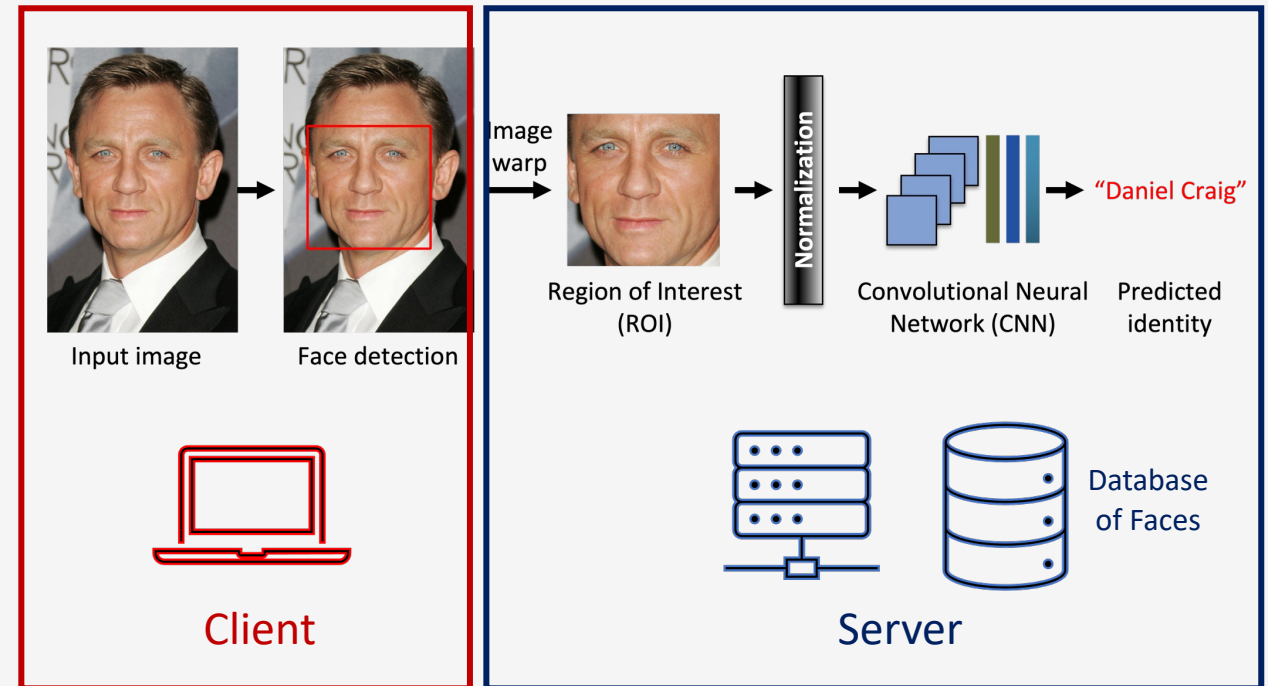 Input image
Face detection
Image
warp
Region of Interest
(ROI)
Normalization
Convolutional Neural
Network (CNN)
“Daniel Craig”
Predicted
identity
Client
Database
of Faces
Server